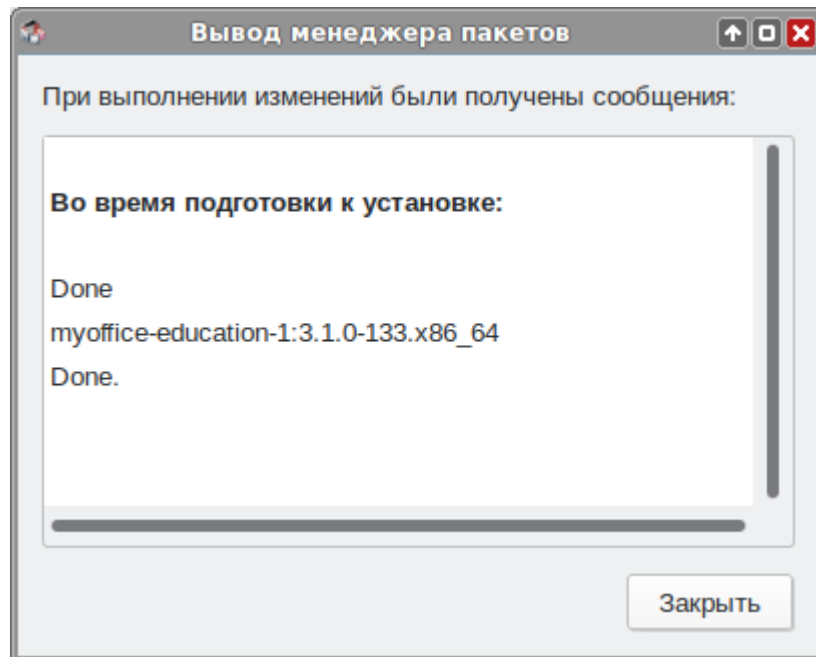 Вывод менеджера пакетов
При выполнении изменений были получены сообщения:
Во время подготовки к установке:
Done
myoffice-education-1:3.1.0-133.x86_64
Done.
Закрыть